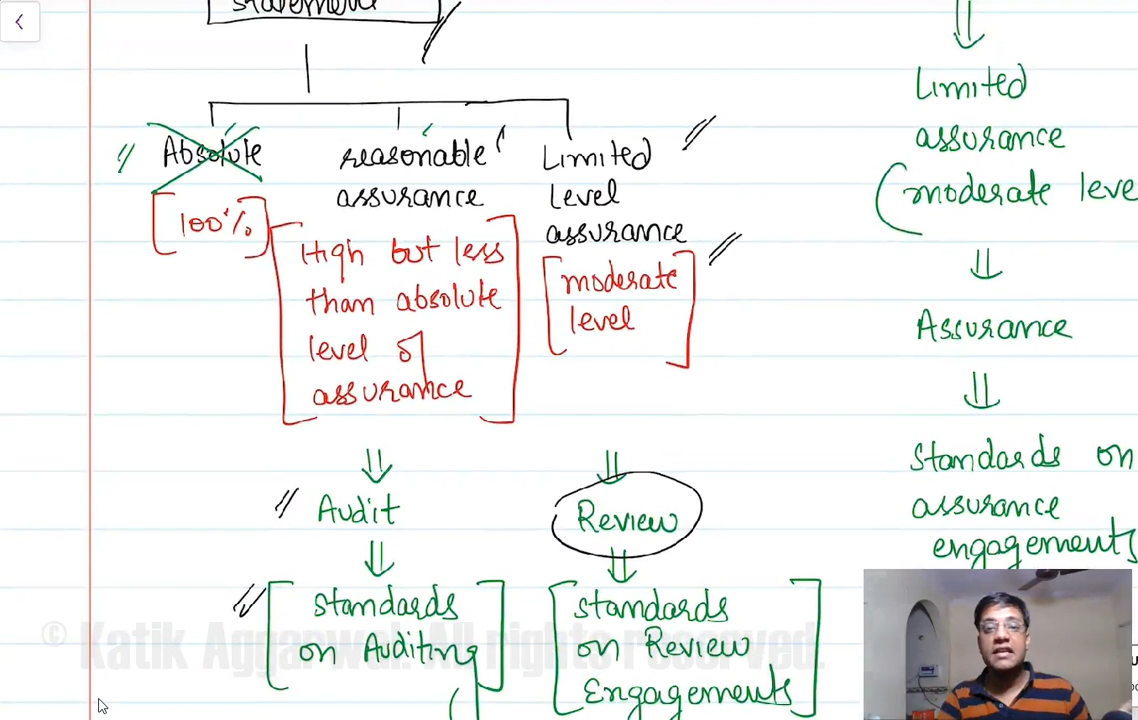 statement
Absolute
[100%]
reasonable
assurance
[High but less
than absolute
level of
assurance]
Audit
[standards
on Auditing]
Limited
Level
assurance
[moderate
level]
Review
[standards
on Review
Engagements]
Limited
assurance
(moderate leve
Assurance
Standards on
assurance
engagements
© Katik Aggarwal All rights reserved.